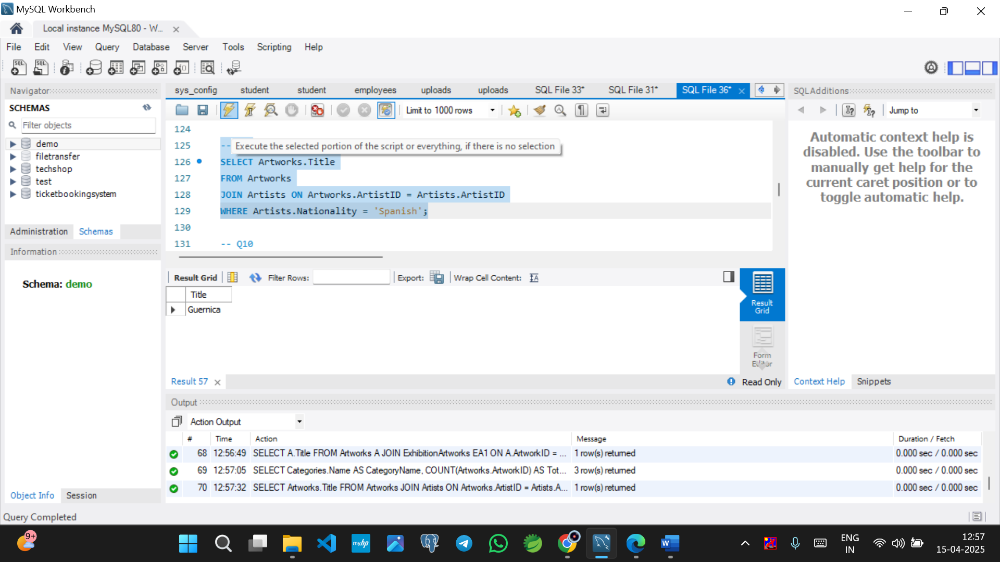 MySQL Workbench
Local instance MySQL80 - W...
File Edit View Query Database Server Tools Scripting Help
Navigator
SCHEMAS
Filter objects
demo
filetransfer
techshop
test
ticketbookingsystem
Administration Schemas
Information
Schema: demo
Object Info Session
Query Completed
sys_config student student employees uploads uploads SQL File 33* SQL File 31* SQL File 36*
Limit to 1000 rows
124
125 --
Execute the selected portion of the script or everything, if there is no selection
126 SELECT Artworks.Title
127 FROM Artworks
128 JOIN Artists ON Artworks.ArtistID = Artists.ArtistID
129 WHERE Artists.Nationality = 'Spanish';
130
131 -- Q10
Result Grid Filter Rows: Export: Wrap Cell Content:
Title
Guernica
Result Grid
Form Editor
Result 57
Read Only
SQLAdditions
Jump to
Automatic context help is
disabled. Use the toolbar to
manually get help for the
current caret position or to
toggle automatic help.
Context Help Snippets
Output
Action Output
# Time Action Message Duration / Fetch
68 12:56:49 SELECT A.Title FROM Artworks A JOIN ExhibitionArtworks EA1 ON A.ArtworkID = ... 1 row(s) returned 0.000 sec / 0.000 sec
69 12:57:05 SELECT Categories.Name AS CategoryName, COUNT(Artworks.ArtworkID) AS Tot... 3 row(s) returned 0.000 sec / 0.000 sec
70 12:57:32 SELECT Artworks.Title FROM Artworks JOIN Artists ON Artworks.ArtistID = Artists.A... 1 row(s) returned 0.000 sec / 0.000 sec
9+
myhp
W
ENG
IN
12:57
15-04-2025